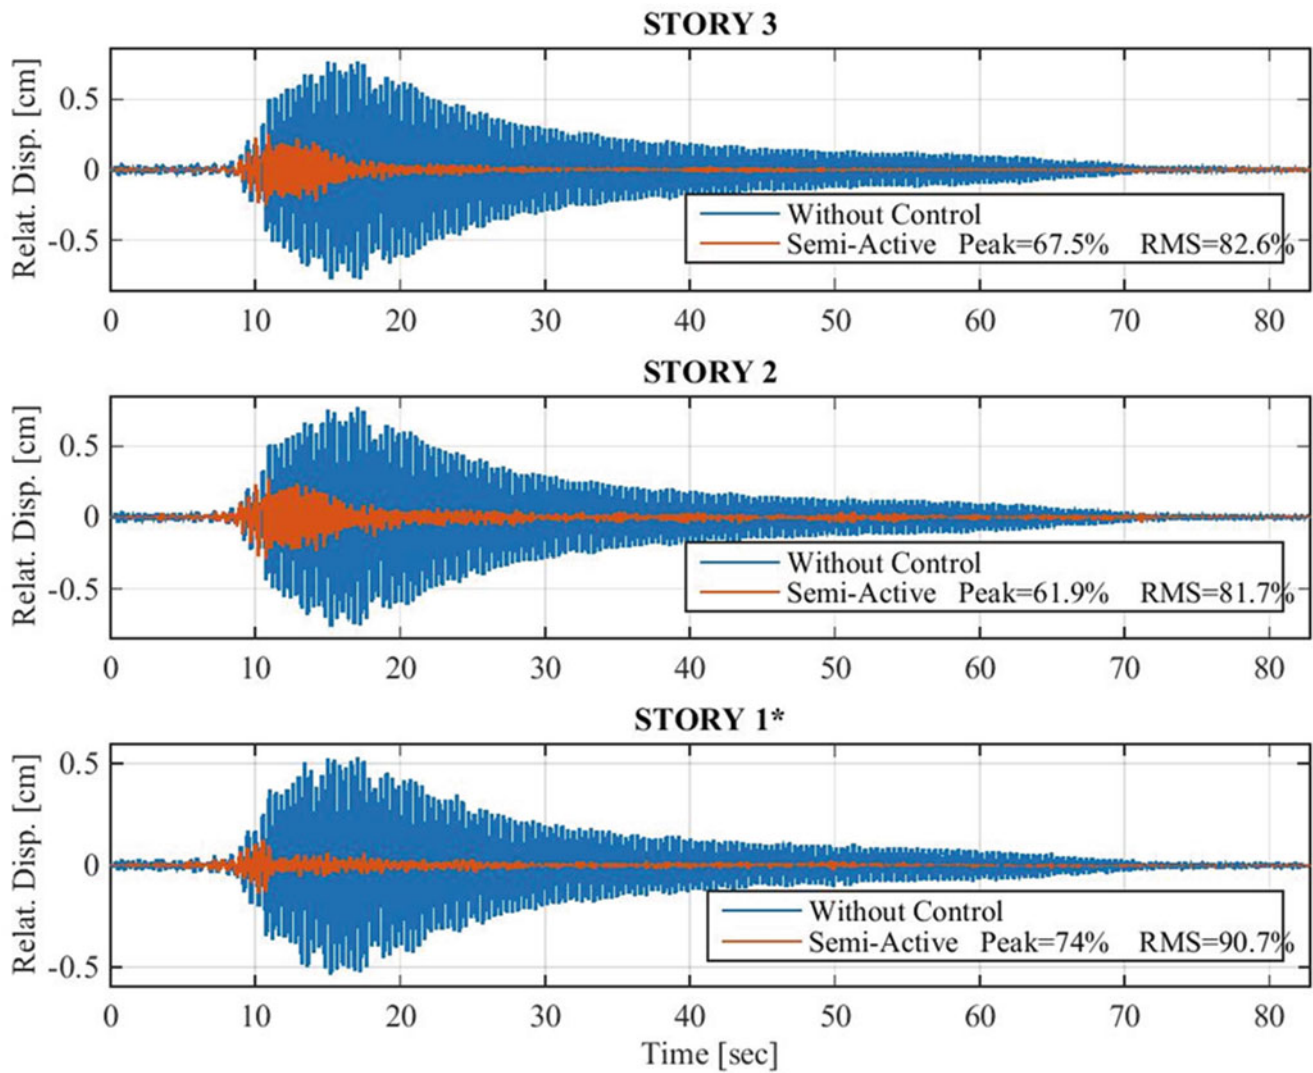 STORY 3
Relat. Disp. [cm]
0.5
0
-0.5
Without Control
Semi-Active Peak=67.5% RMS=82.6%
0 10 20 30 40 50 60 70 80
STORY 2
Relat. Disp. [cm]
0.5
0
-0.5
Without Control
Semi-Active Peak=61.9% RMS=81.7%
0 10 20 30 40 50 60 70 80
STORY 1*
Relat. Disp. [cm]
0.5
0
-0.5
Without Control
Semi-Active Peak=74% RMS=90.7%
0 10 20 30 40 50 60 70 80
Time [sec]